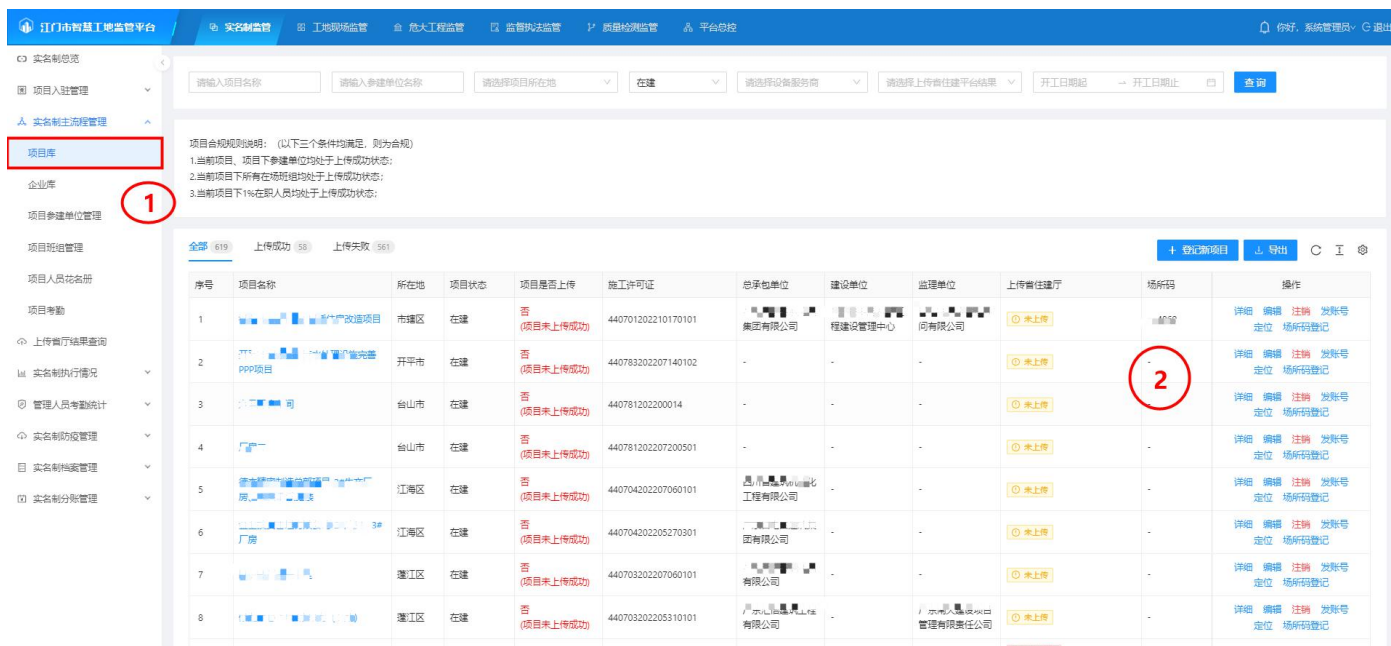 江门市智慧工地监管平台
实名制监管 工地现场监管 危大工程监管 监督执法监管 质量检测监管 平台总控
你好，系统管理员 退出
实名制总览
项目入驻管理
实名制主流程管理
项目库
企业库
项目参建单位管理
项目班组管理
项目人员花名册
项目考勤
上传省厅结果查询
实名制执行情况
管理人员考勤统计
实名制防疫管理
实名制档案管理
实名制分账管理
1
请输入项目名称 请输入参建单位名称 请选择项目所在地 在建 请选择设备服务商 请选择上传省住建平台结果 开工日期起 → 开工日期止 查询
项目合规规则说明：（以下三个条件均满足，则为合规）
1.当前项目、项目下参建单位均处于上传成功状态;
2.当前项目下所有在场班组均处于上传成功状态;
3.当前项目下1%在职人员均处于上传成功状态;
全部 619 上传成功 58 上传失败 561
+ 登记新项目 导出
序号 项目名称 所在地 项目状态 项目是否上传 施工许可证 总承包单位 建设单位 监理单位 上传省住建厅 场所码 操作
1 住户改造项目 市辖区 在建 否 440701202210170101 未上传 详细 编辑 注销 发账号
(项目未上传成功) 集团有限公司 程建设管理中心 问有限公司 定位 场所码登记
2 开平市 在建 否 440783202207140102 - - - 未上传 - 详细 编辑 注销 发账号
PPP项目 (项目未上传成功) 定位 场所码登记
2
3 司 台山市 在建 否 440781202200014 - - - 未上传 - 详细 编辑 注销 发账号
(项目未上传成功) 定位 场所码登记
4 台山市 在建 否 440781202207200501 - - - 未上传 - 详细 编辑 注销 发账号
(项目未上传成功) 定位 场所码登记
5 江海区 在建 否 440704202207060101 - - 未上传 - 详细 编辑 注销 发账号
房 (项目未上传成功) 工程有限公司 定位 场所码登记
6 3# 江海区 在建 否 440704202205270301 - - 未上传 - 详细 编辑 注销 发账号
厂房 (项目未上传成功) 团有限公司 定位 场所码登记
7 蓬江区 在建 否 440703202207060101 - - 未上传 - 详细 编辑 注销 发账号
(项目未上传成功) 有限公司 定位 场所码登记
8 蓬江区 在建 否 440703202205310101 - 未上传 - 详细 编辑 注销 发账号
(项目未上传成功) 有限公司 管理有限责任公司 定位 场所码登记